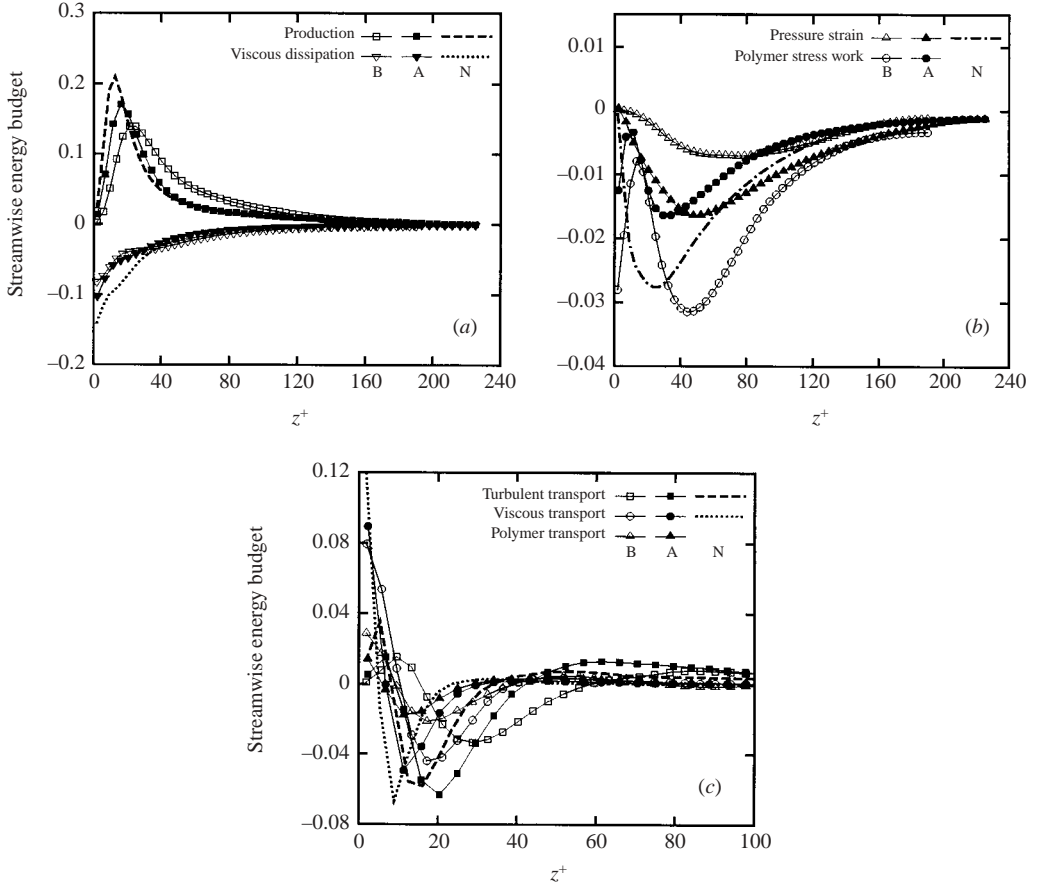 0.3
0.2
0.1
0
–0.1
–0.2
Streamwise energy budget
Production
Viscous dissipation
B A N
(a)
0 40 80 120 160 200 240
z+
0.01
0
–0.01
–0.02
–0.03
–0.04
Pressure strain
Polymer stress work
B A N
(b)
0 40 80 120 160 200 240
z+
0.12
0.08
0.04
0
–0.04
–0.08
Streamwise energy budget
Turbulent transport
Viscous transport
Polymer transport
B A N
(c)
0 20 40 60 80 100
z+